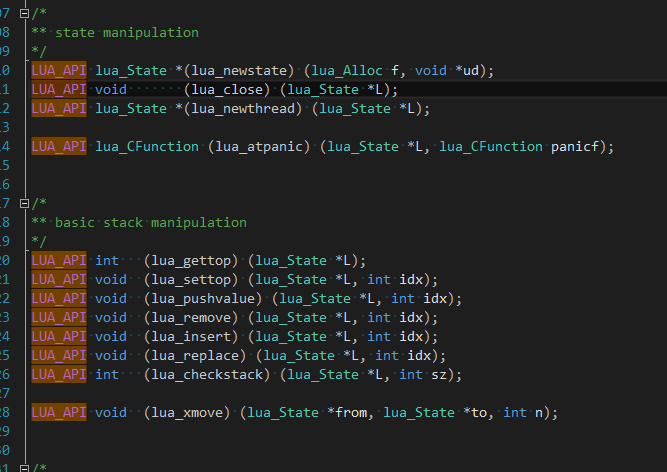 07 /*
08 ** state manipulation
09 */
10 LUA_API lua_State *(lua_newstate) (lua_Alloc f, void *ud);
11 LUA_API void       (lua_close) (lua_State *L);
12 LUA_API lua_State *(lua_newthread) (lua_State *L);
13
14 LUA_API lua_CFunction (lua_atpanic) (lua_State *L, lua_CFunction panicf);
15
16
17 /*
18 ** basic stack manipulation
19 */
20 LUA_API int   (lua_gettop) (lua_State *L);
21 LUA_API void  (lua_settop) (lua_State *L, int idx);
22 LUA_API void  (lua_pushvalue) (lua_State *L, int idx);
23 LUA_API void  (lua_remove) (lua_State *L, int idx);
24 LUA_API void  (lua_insert) (lua_State *L, int idx);
25 LUA_API void  (lua_replace) (lua_State *L, int idx);
26 LUA_API int   (lua_checkstack) (lua_State *L, int sz);
27
28 LUA_API void  (lua_xmove) (lua_State *from, lua_State *to, int n);
29
30
31 /*